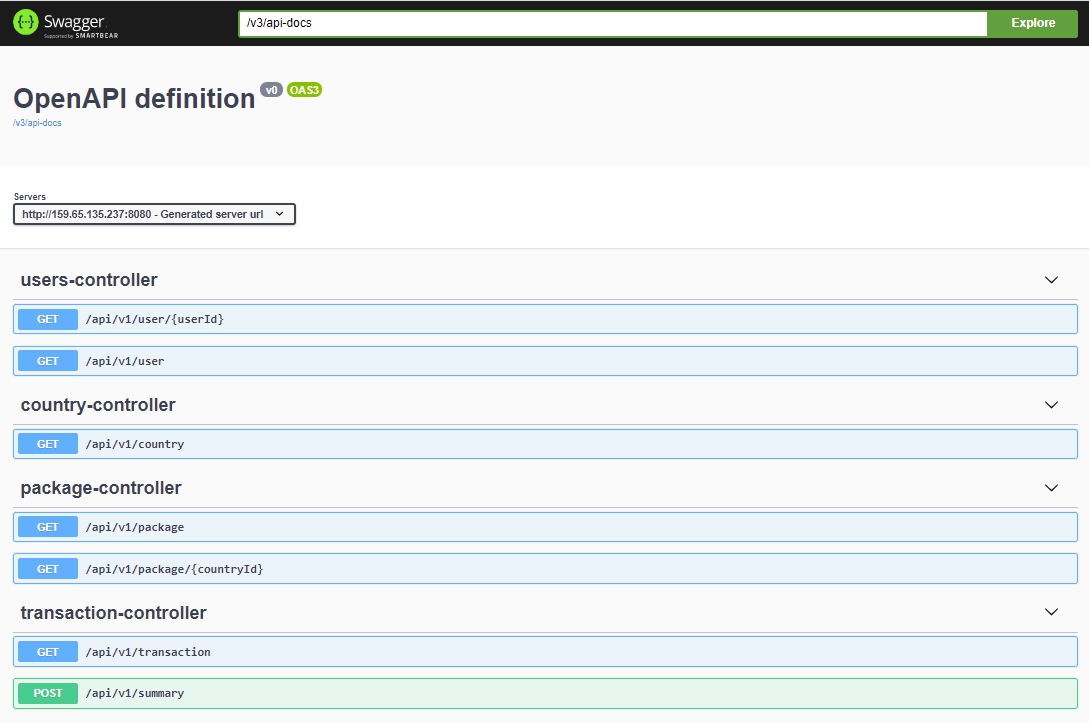 {···} Swagger
Supported by SMARTBEAR
/v3/api-docs
Explore
OpenAPI definition v0 OAS3
/v3/api-docs
Servers
http://159.65.135.237:8080 - Generated server url
users-controller
GET /api/v1/user/{userId}
GET /api/v1/user
country-controller
GET /api/v1/country
package-controller
GET /api/v1/package
GET /api/v1/package/{countryId}
transaction-controller
GET /api/v1/transaction
POST /api/v1/summary